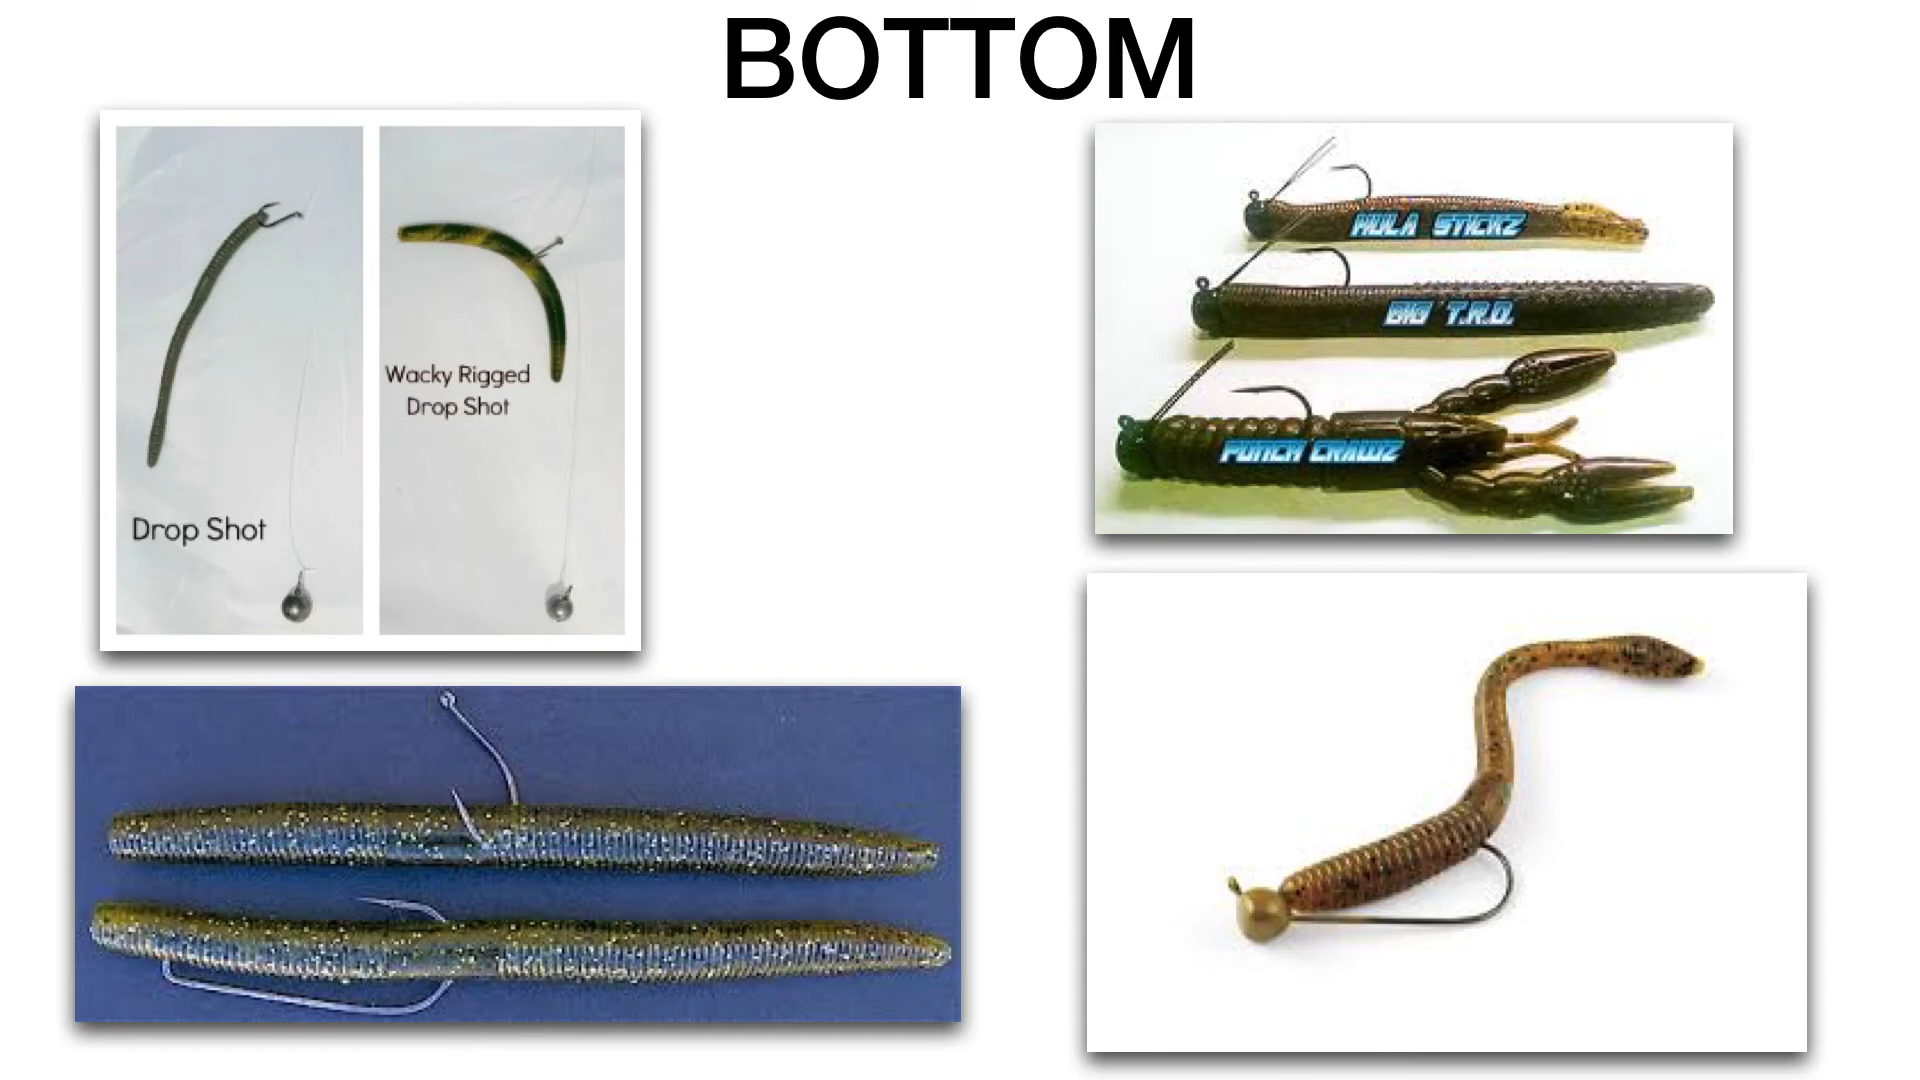 BOTTOM
Drop Shot
Wacky Rigged
Drop Shot
HULA STICKZ
BIG T.R.D.
PUNCH CRAWZ